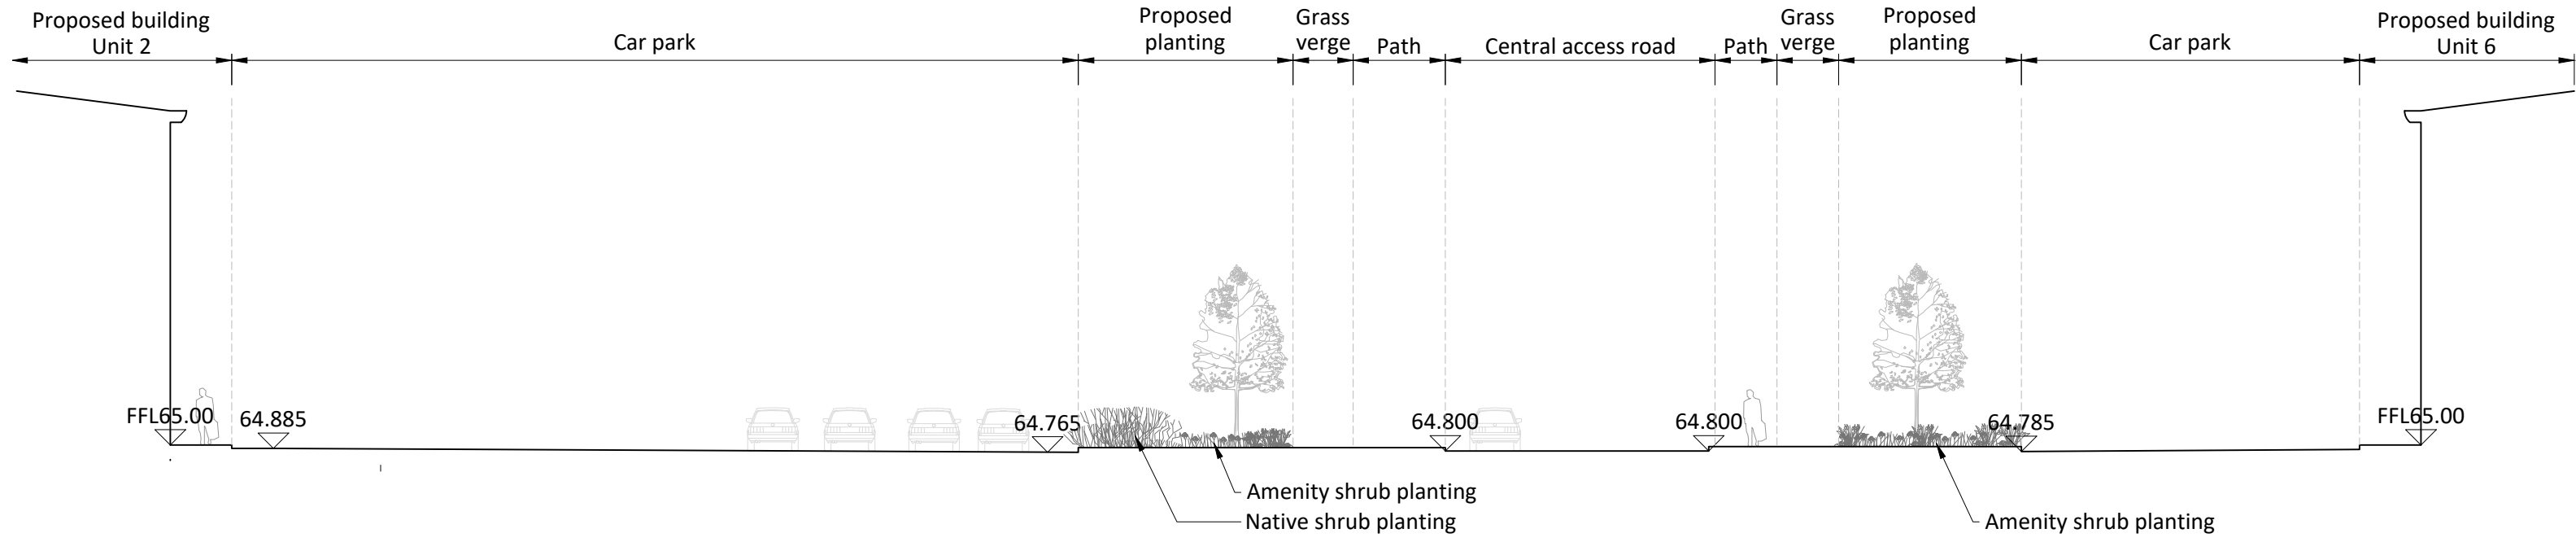 Proposed building
Unit 2
Car park
Proposed
planting
Grass
verge
Path
Central access road
Path
Grass
verge
Proposed
planting
Car park
Proposed building
Unit 6
FFL65.00
64.885
64.765
64.800
64.800
64.785
FFL65.00
Amenity shrub planting
Native shrub planting
Amenity shrub planting